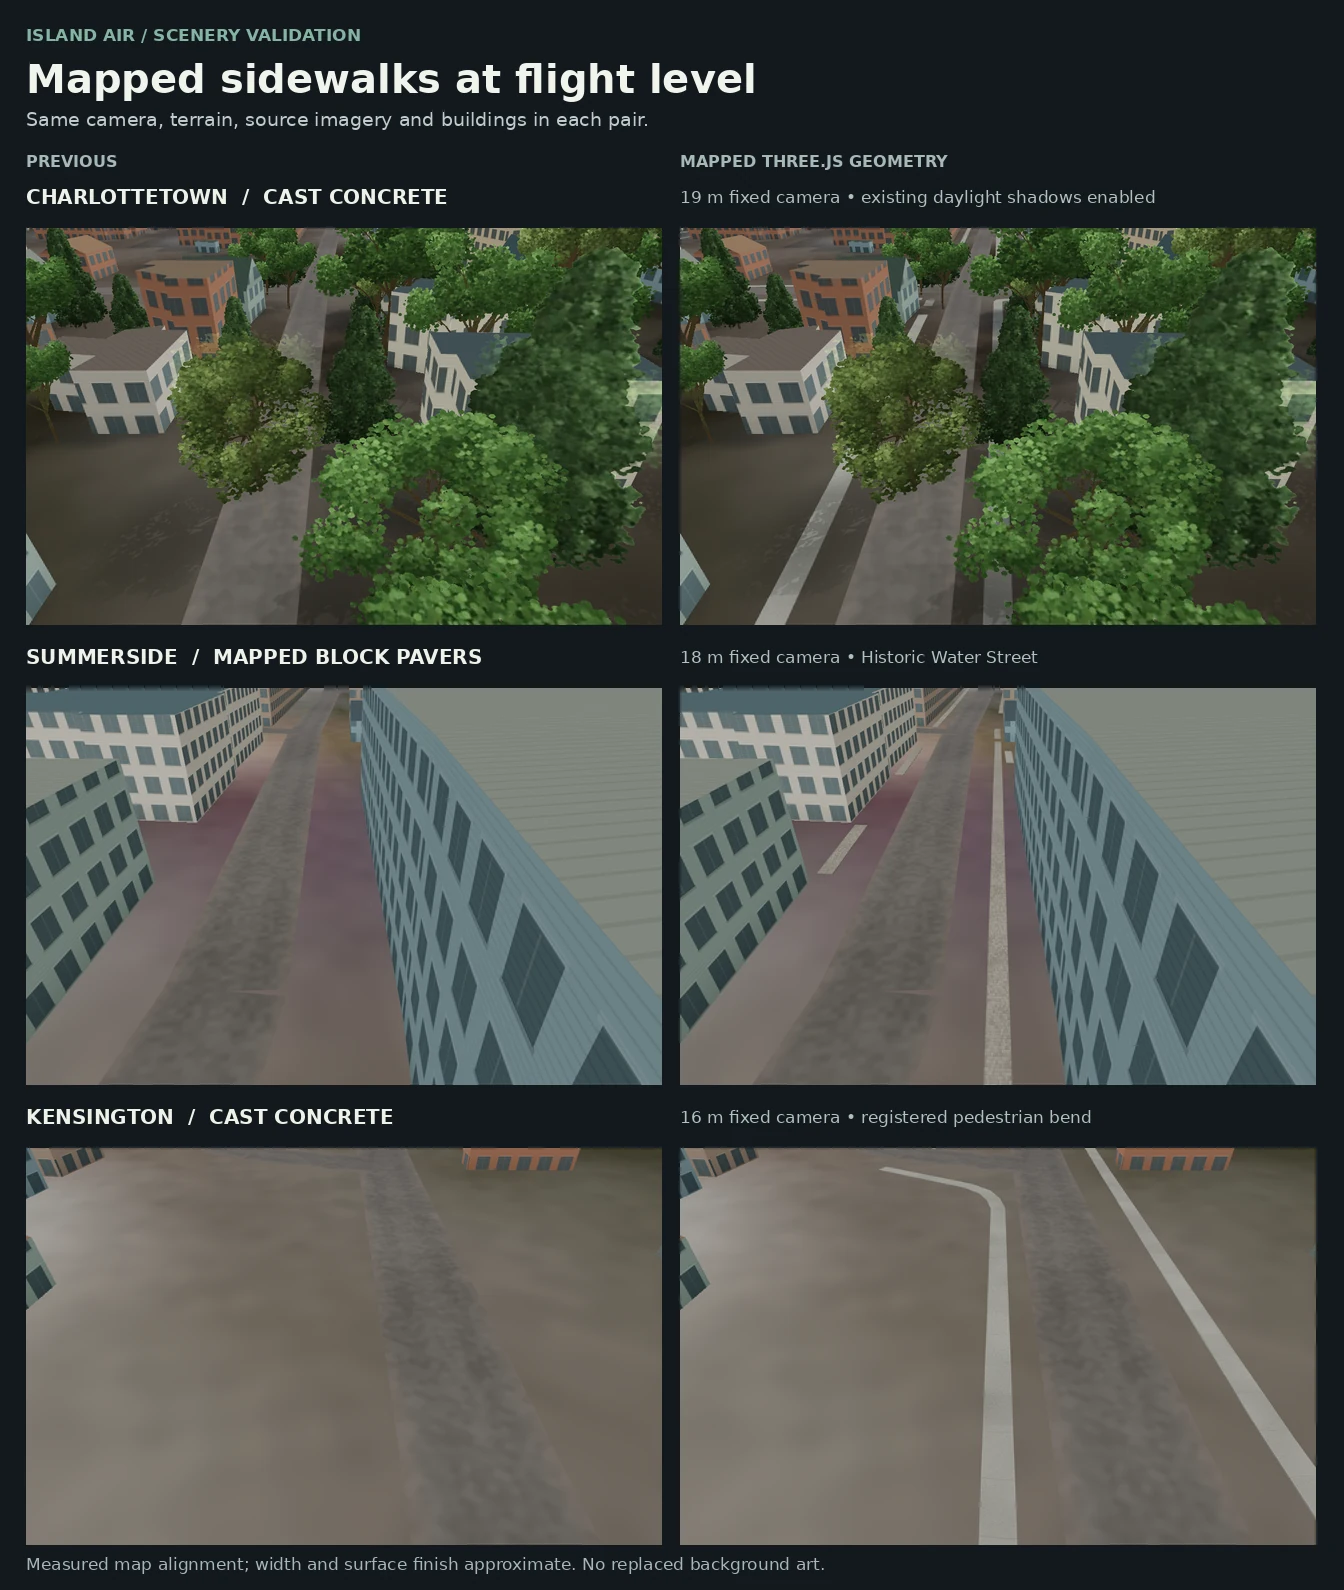 ISLAND AIR / SCENERY VALIDATION
Mapped sidewalks at flight level
Same camera, terrain, source imagery and buildings in each pair.
PREVIOUS
MAPPED THREE.JS GEOMETRY
CHARLOTTETOWN / CAST CONCRETE
19 m fixed camera • existing daylight shadows enabled
SUMMERSIDE / MAPPED BLOCK PAVERS
18 m fixed camera • Historic Water Street
KENSINGTON / CAST CONCRETE
16 m fixed camera • registered pedestrian bend
Measured map alignment; width and surface finish approximate. No replaced background art.